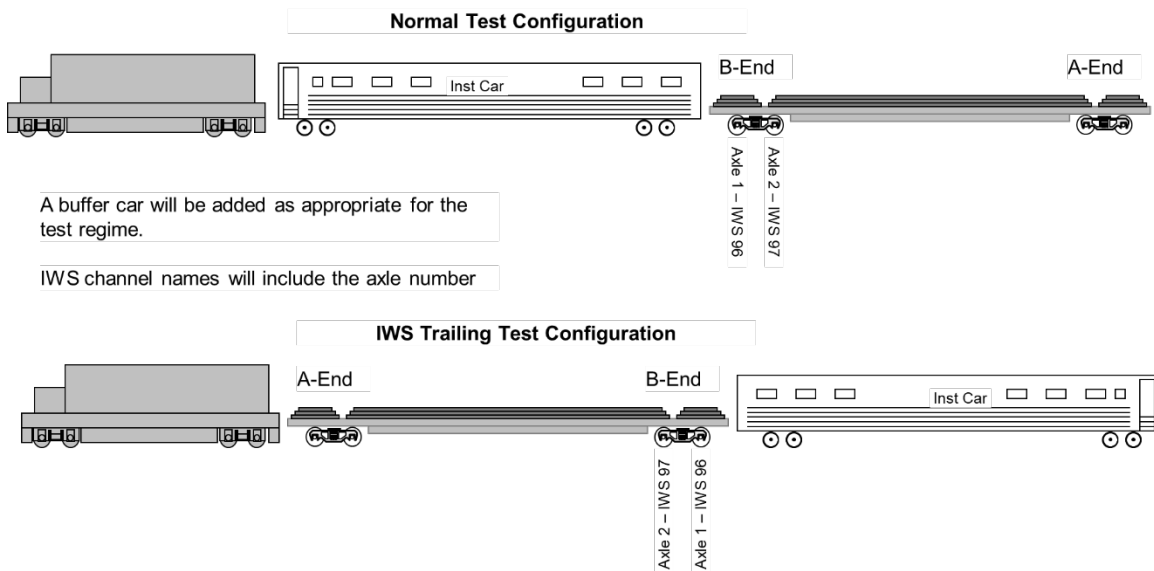 Normal Test Configuration
B-End
A-End
Inst Car
Axle 1 – IWS 96
Axle 2 – IWS 97
A buffer car will be added as appropriate for the
test regime.
IWS channel names will include the axle number
IWS Trailing Test Configuration
A-End
B-End
Inst Car
Axle 2 – IWS 97
Axle 1 – IWS 96